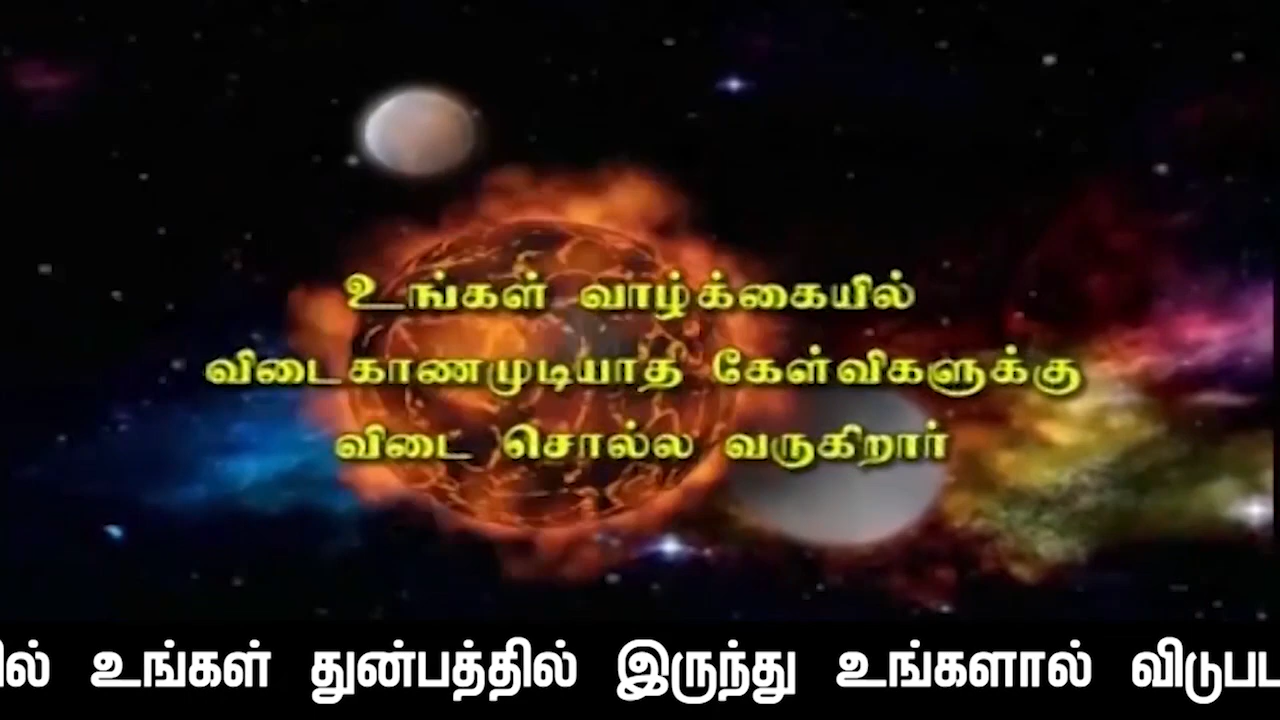 உங்கள் வாழ்க்கையில்
விடைகாணமுடியாத கேள்விகளுக்கு
விடை சொல்ல வருகிறார்
உங்கள் துன்பத்தில் இருந்து உங்களால்